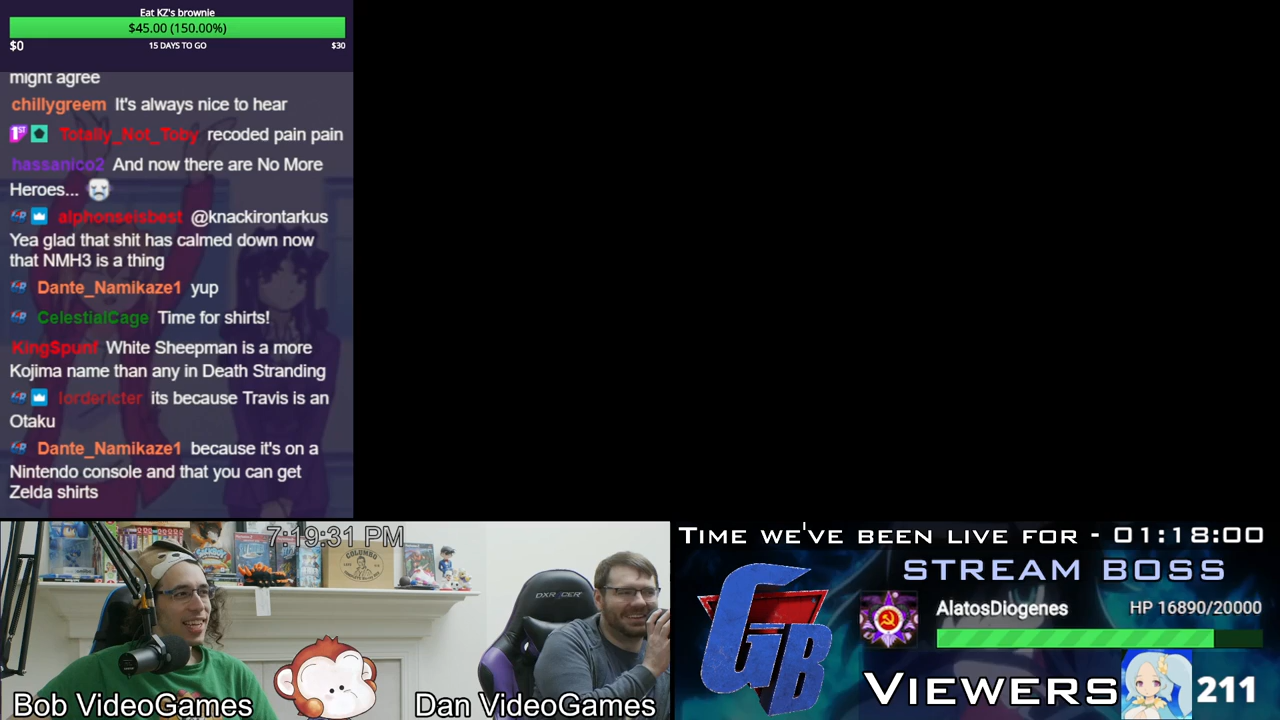 Eat KZ's brownie
$45.00 (150.00%)
$0 15 DAYS TO GO $30
might agree
chillygreem It's always nice to hear
1ST Totally_Not_Toby recoded pain pain
hassanico2 And now there are No More
Heroes...
alphonseisbest @knackirontarkus
Yea glad that shit has calmed down now
that NMH3 is a thing
Dante_Namikaze1 yup
CelestialCage Time for shirts!
King$punf White Sheepman is a more
Kojima name than any in Death Stranding
lordericter its because Travis is an
Otaku
Dante_Namikaze1 because it's on a
Nintendo console and that you can get
Zelda shirts
7:19:31 PM
COLUMBO
DXRACER
Bob VideoGames
Dan VideoGames
Time we've been live for - 01:18:00
STREAM BOSS
AlatosDiogenes HP 16890/20000
GB
Viewers 211